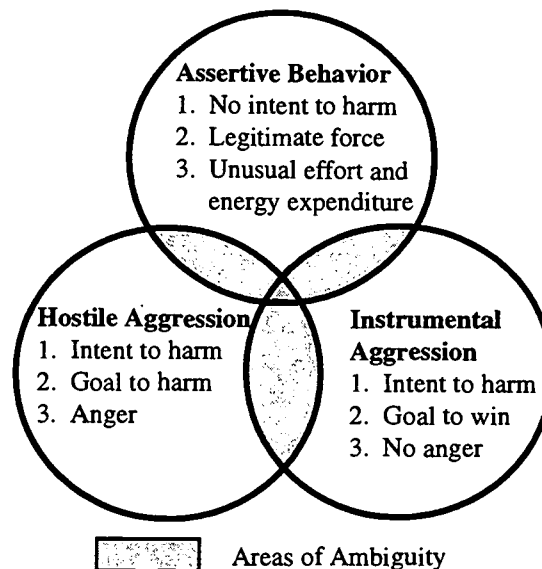 Assertive Behavior
1. No intent to harm
2. Legitimate force
3. Unusual effort and
energy expenditure
Hostile Aggression
1. Intent to harm
2. Goal to harm
3. Anger
Instrumental
Aggression
1. Intent to harm
2. Goal to win
3. No anger
Areas of Ambiguity